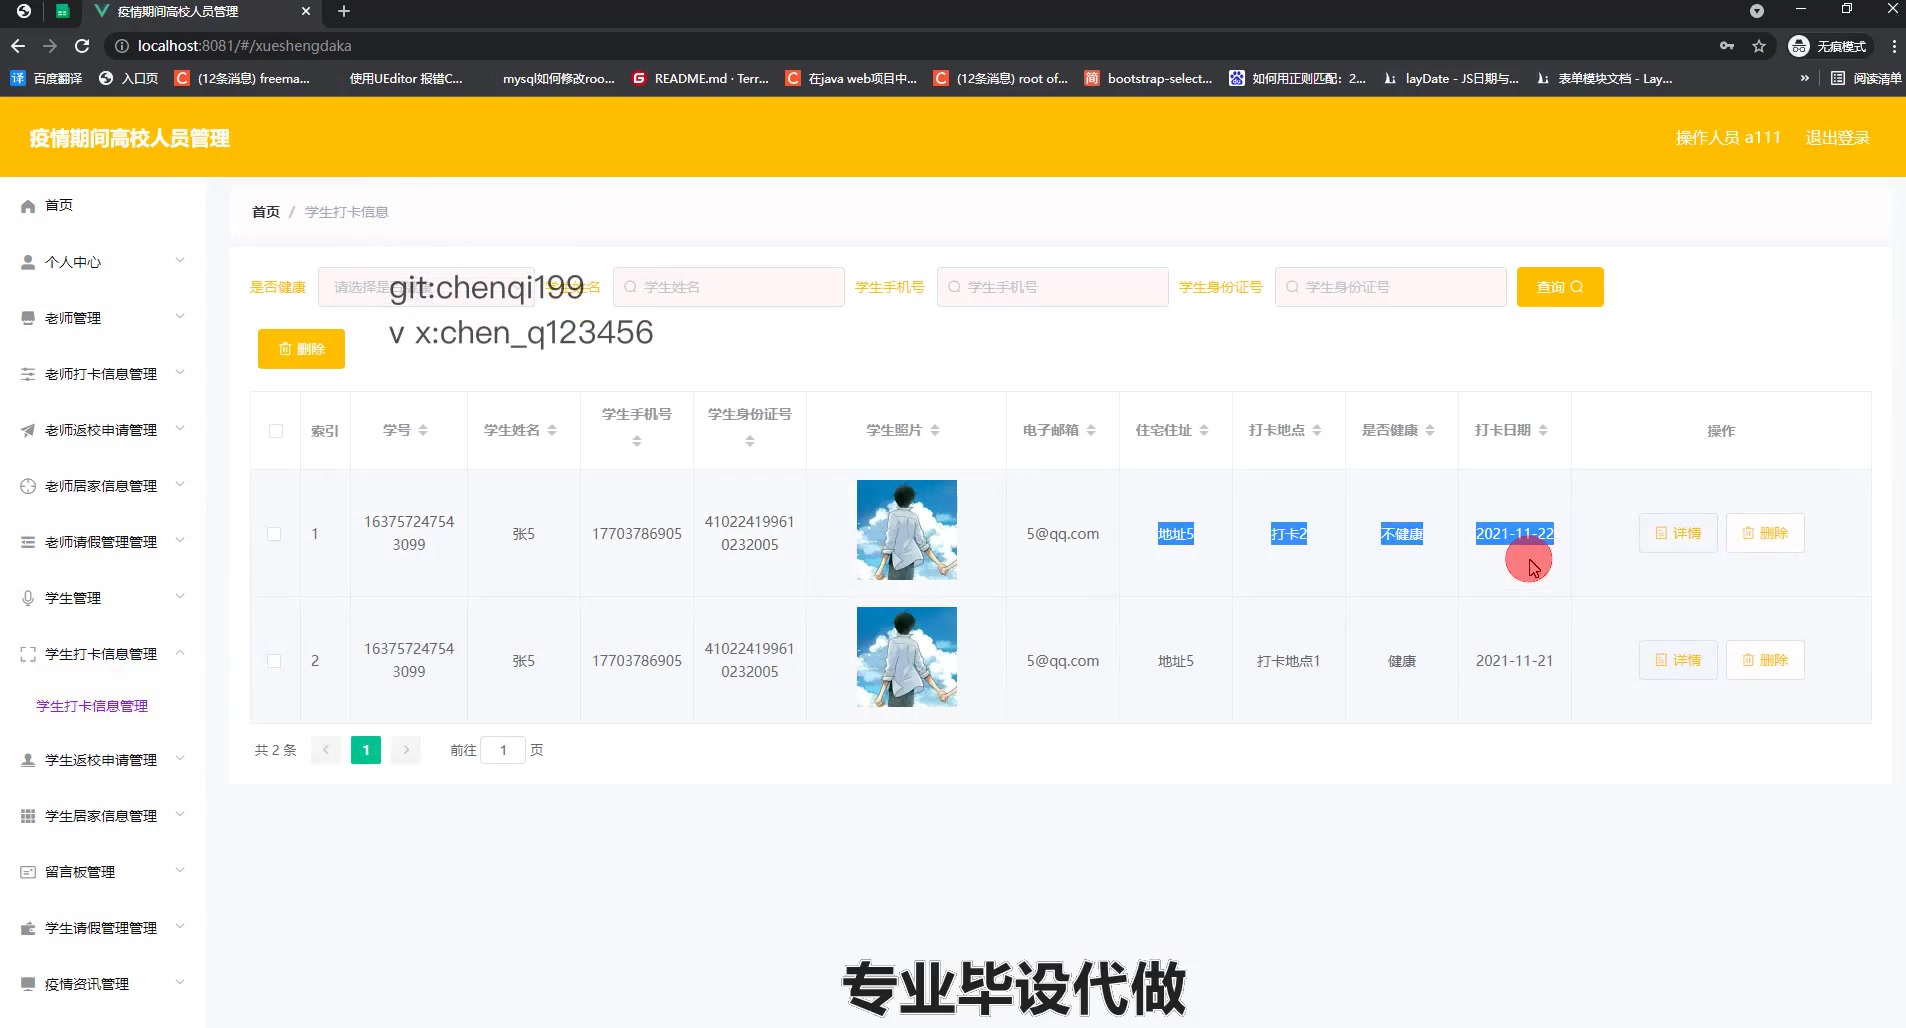 疫情期间高校人员管理
localhost:8081/#/xueshengdaka
无痕模式
百度翻译
入口页
(12条消息) freema...
使用UEditor 报错C...
mysql如何修改roo...
README.md · Terr...
在java web项目中...
(12条消息) root of...
bootstrap-select...
如何用正则匹配：2...
layDate - JS日期与...
表单模块文档 - Lay...
»
阅读清单
疫情期间高校人员管理
操作人员 a111
退出登录
首页
个人中心
老师管理
老师打卡信息管理
老师返校申请管理
老师居家信息管理
老师请假管理管理
学生管理
学生打卡信息管理
学生打卡信息管理
学生返校申请管理
学生居家信息管理
留言板管理
学生请假管理管理
疫情资讯管理
首页 / 学生打卡信息
是否健康
学生姓名
学生手机号
学生手机号
学生身份证号
学生身份证号
查询
git:chenqi199
v x:chen_q123456
删除
索引 学号 学生姓名 学生手机号 学生身份证号 学生照片 电子邮箱 住宅住址 打卡地点 是否健康 打卡日期 操作
1 16375724754
3099 张5 17703786905 41022419961
0232005 5@qq.com 地址5 打卡2 不健康 2021-11-22 详情 删除
2 16375724754
3099 张5 17703786905 41022419961
0232005 5@qq.com 地址5 打卡地点1 健康 2021-11-21 详情 删除
共 2 条 1 前往 1 页
专业毕设代做